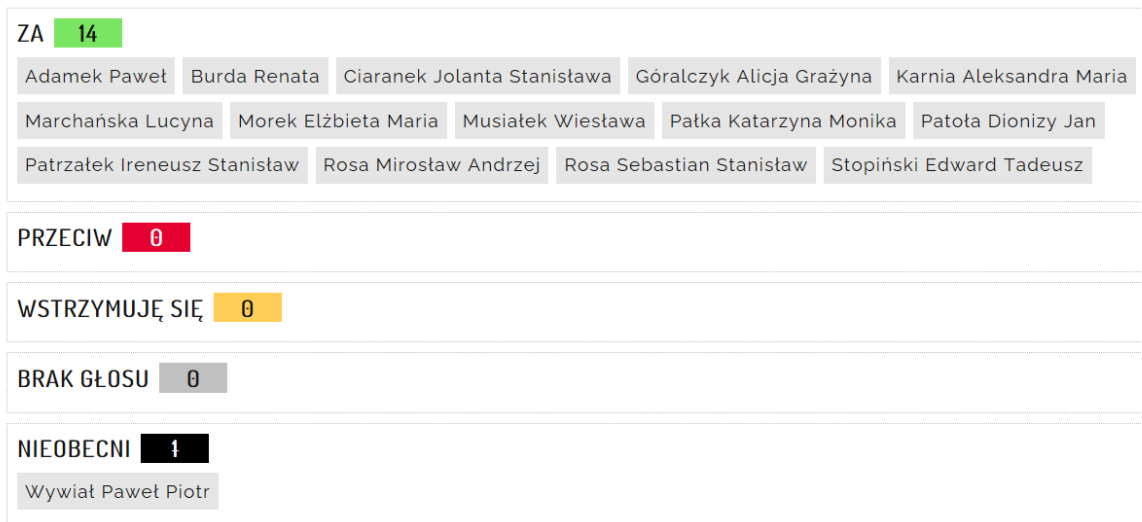 ZA 14
Adamek Paweł Burda Renata Ciaranek Jolanta Stanisława Góralczyk Alicja Grażyna Karnia Aleksandra Maria
Marchańska Lucyna Morek Elżbieta Maria Musiałek Wiesława Pałka Katarzyna Monika Patoła Dionizy Jan
Patrzałek Ireneusz Stanisław Rosa Mirosław Andrzej Rosa Sebastian Stanisław Stopiński Edward Tadeusz
PRZECIW 0
WSTRZYMUJĘ SIĘ 0
BRAK GŁOSU 0
NIEOBECNI 1
Wywiał Paweł Piotr